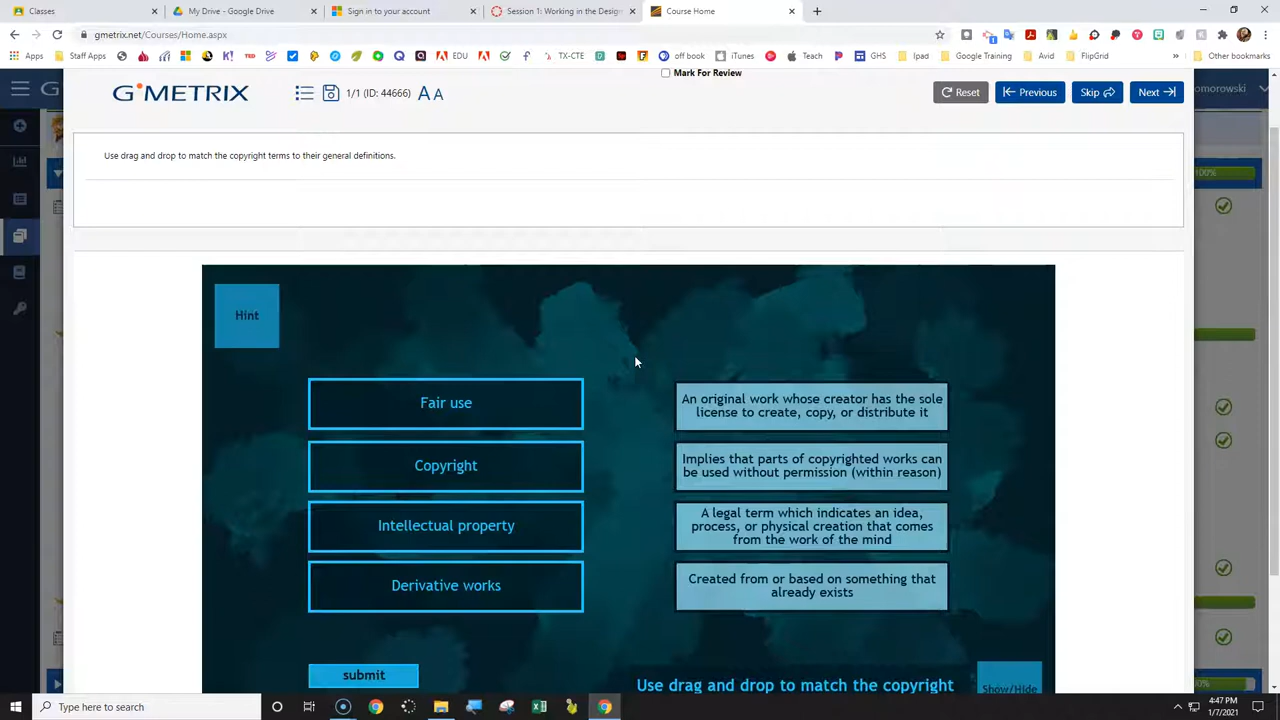 Classes
My Drive - Google Drive
Sign in to your account
Session 1: Working in the Design
Course Home
gmetrix.net/Courses/Home.aspx
Apps
Staff Apps
TED
EDU
TX-CTE
off book
iTunes
Teach
GHS
Ipad
Google Training
Avid
FlipGrid
Other bookmarks
Mark For Review
G
GMETRIX
1/1 (ID: 44666)
A A
Reset
Previous
Skip
Next
omorowski
Use drag and drop to match the copyright terms to their general definitions.
100%
Hint
Fair use
An original work whose creator has the sole
license to create, copy, or distribute it
Copyright
Implies that parts of copyrighted works can
be used without permission (within reason)
Intellectual property
A legal term which indicates an idea,
process, or physical creation that comes
from the work of the mind
Derivative works
Created from or based on something that
already exists
submit
Use drag and drop to match the copyright
Show/Hide
Type here to search
4:47 PM
1/7/2021